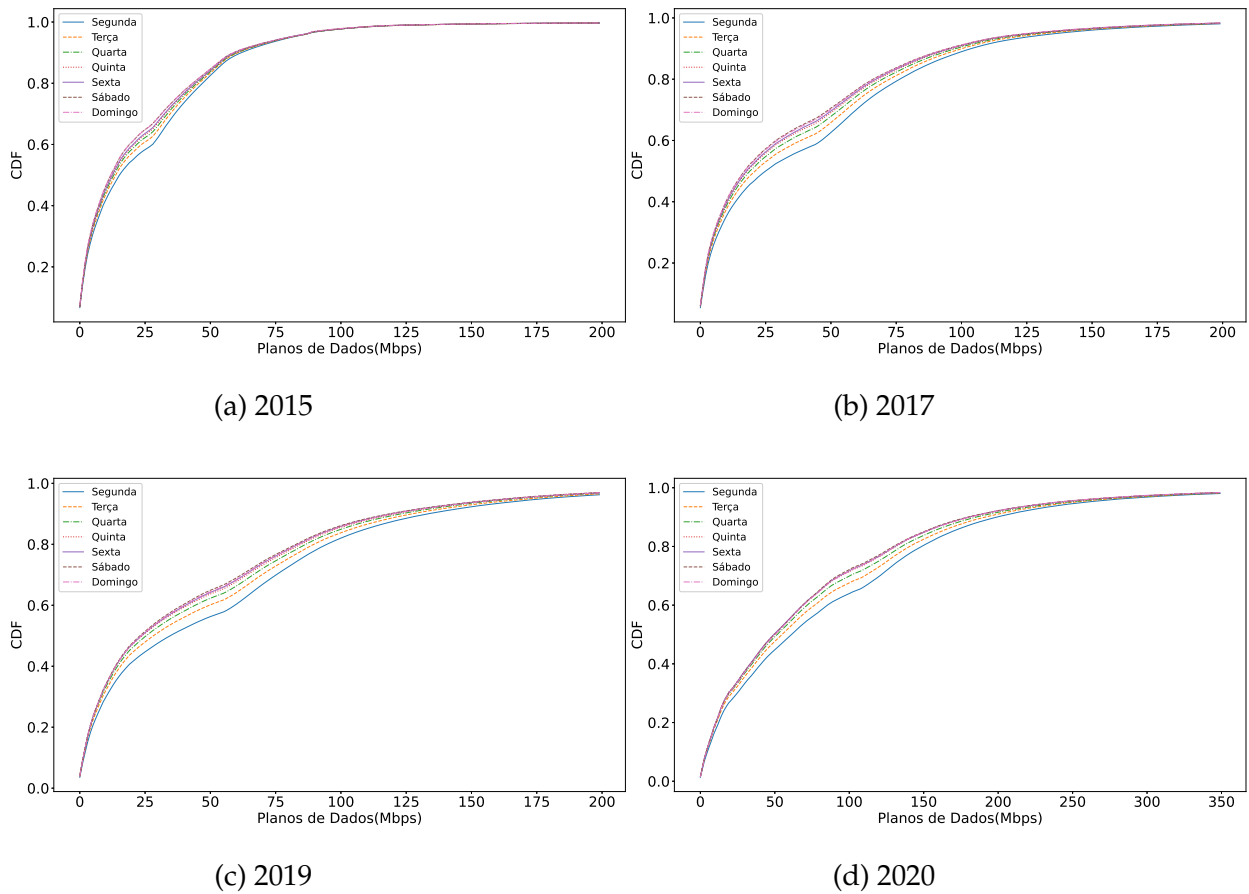 1.0
0.8
0.6
0.4
0.2
CDF
Segunda
Terça
Quarta
Quinta
Sexta
Sábado
Domingo
0 25 50 75 100 125 150 175 200
Planos de Dados(Mbps)
(a) 2015
1.0
0.8
0.6
0.4
0.2
CDF
Segunda
Terça
Quarta
Quinta
Sexta
Sábado
Domingo
0 25 50 75 100 125 150 175 200
Planos de Dados(Mbps)
(b) 2017
1.0
0.8
0.6
0.4
0.2
0.0
CDF
Segunda
Terça
Quarta
Quinta
Sexta
Sábado
Domingo
0 25 50 75 100 125 150 175 200
Planos de Dados(Mbps)
(c) 2019
1.0
0.8
0.6
0.4
0.2
0.0
CDF
Segunda
Terça
Quarta
Quinta
Sexta
Sábado
Domingo
0 50 100 150 200 250 300 350
Planos de Dados(Mbps)
(d) 2020